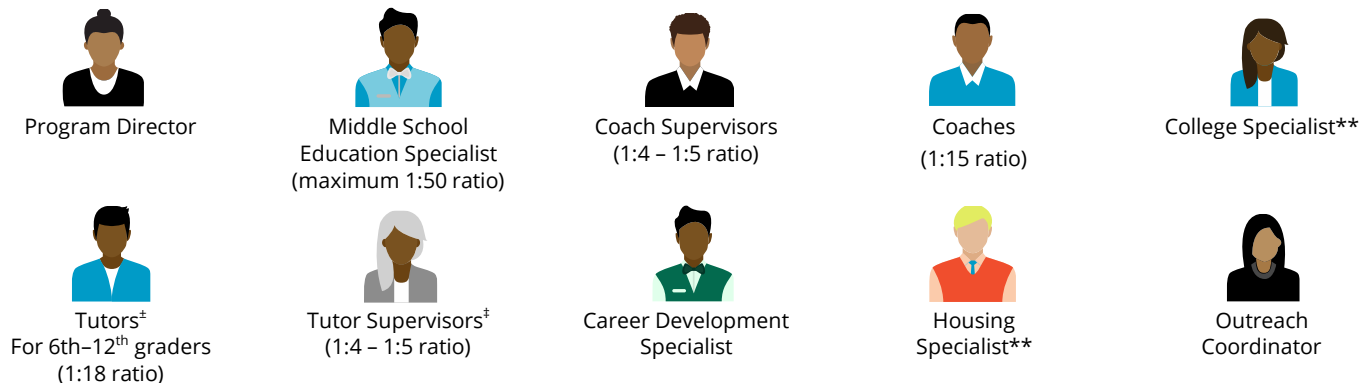 Program Director
Middle School
Education Specialist
(maximum 1:50 ratio)
Coach Supervisors
(1:4 – 1:5 ratio)
Coaches
(1:15 ratio)
College Specialist**
Tutors±
For 6th–12th graders
(1:18 ratio)
Tutor Supervisors‡
(1:4 – 1:5 ratio)
Career Development
Specialist
Housing
Specialist**
Outreach
Coordinator